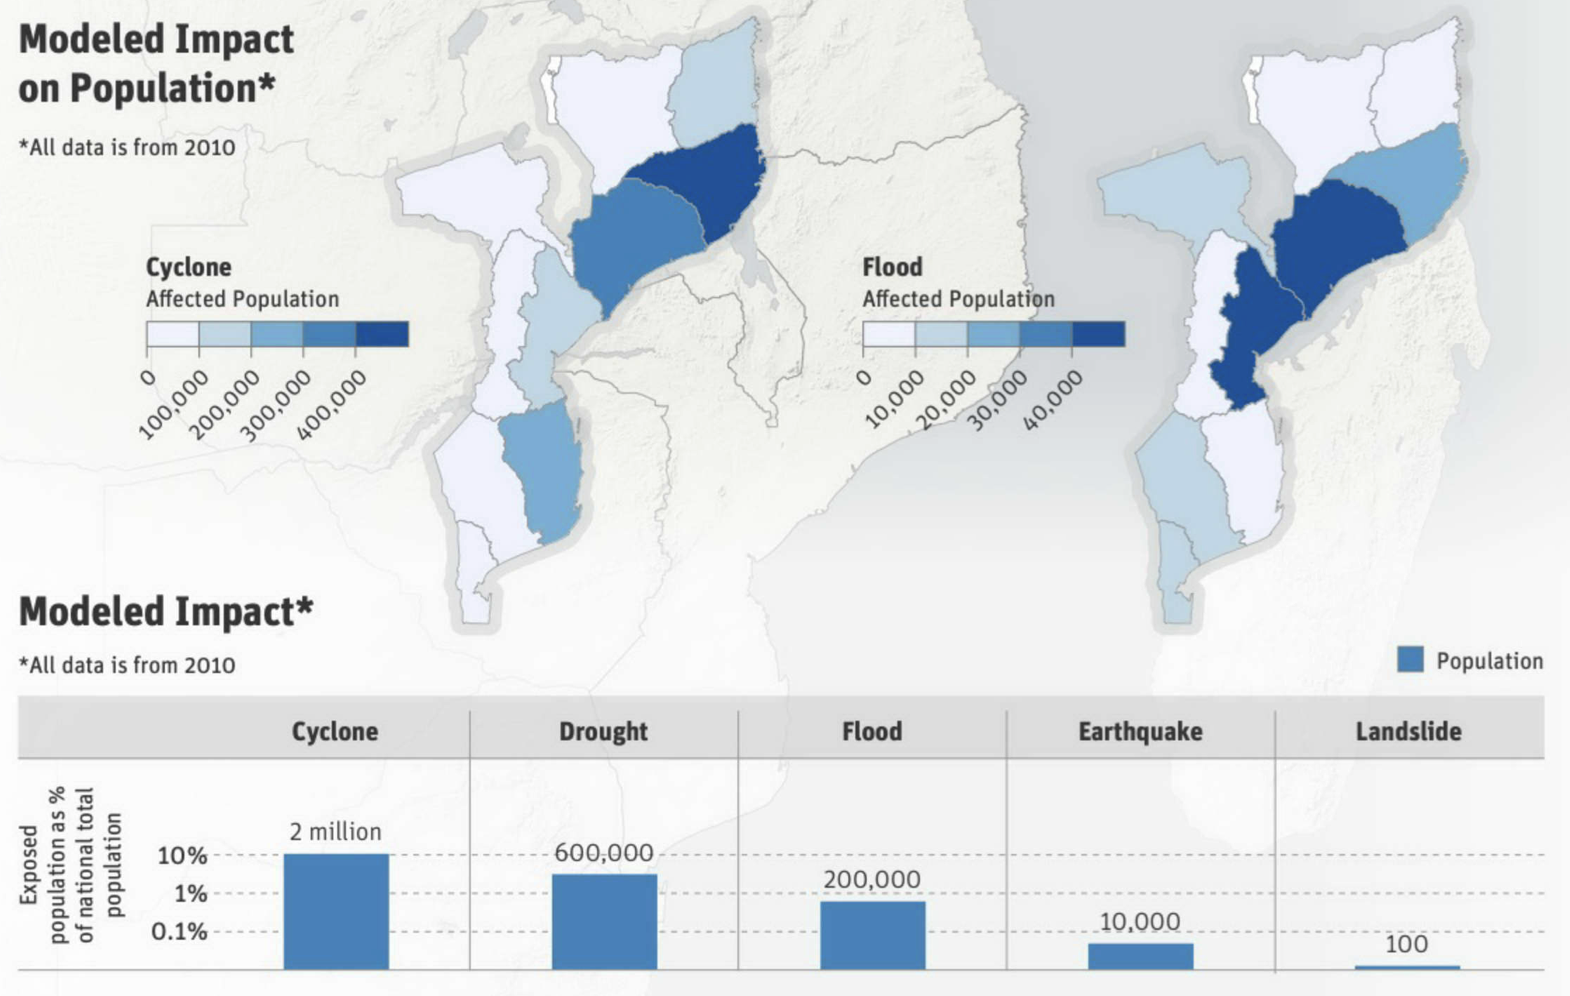 Modeled Impact
on Population*
*All data is from 2010
Cyclone
Affected Population
0
100,000
200,000
300,000
400,000
Flood
Affected Population
0
10,000
20,000
30,000
40,000
Modeled Impact*
*All data is from 2010
Population
Cyclone
Drought
Flood
Earthquake
Landslide
Exposed
population as %
of national total
population
10%
1%
0.1%
2 million
600,000
200,000
10,000
100